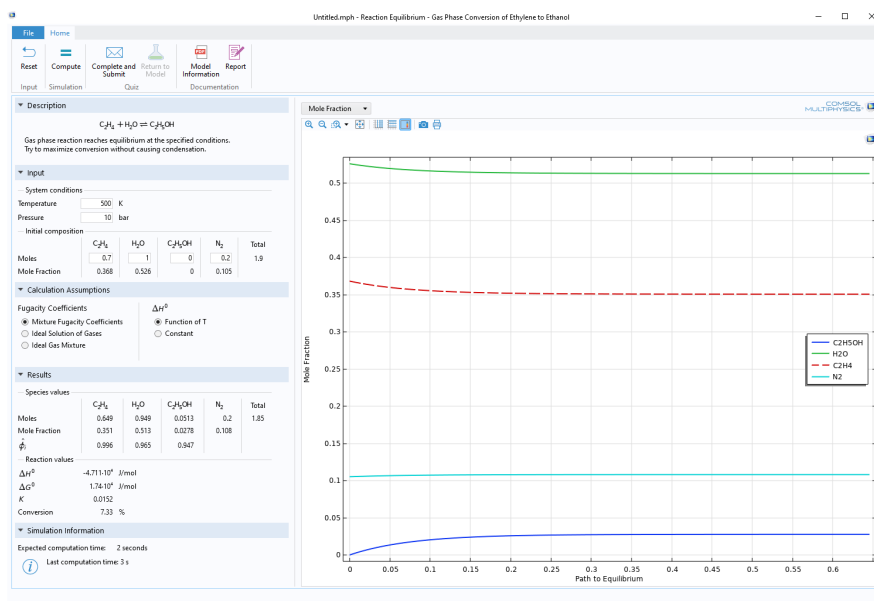 Untitled.mph - Reaction Equilibrium - Gas Phase Conversion of Ethylene to Ethanol
File Home
Reset Compute Complete and Submit Return to Model Model Information Report
Input Simulation Quiz Documentation
Description
C₂H₄ + H₂O ⇌ C₂H₅OH
Gas phase reaction reaches equilibrium at the specified conditions.
Try to maximize conversion without causing condensation.
Input
System conditions
Temperature 500 K
Pressure 10 bar
Initial composition
C₂H₄ H₂O C₂H₅OH N₂ Total
Moles 0.7 1 0 0.2 1.9
Mole Fraction 0.368 0.526 0 0.105
Calculation Assumptions
Fugacity Coefficients ΔH⁰
Mixture Fugacity Coefficients Function of T
Ideal Solution of Gases Constant
Ideal Gas Mixture
Results
Species values
C₂H₄ H₂O C₂H₅OH N₂ Total
Moles 0.649 0.949 0.0513 0.2 1.85
Mole Fraction 0.351 0.513 0.0278 0.108
ϕ̂ᵢ 0.996 0.965 0.947
Reaction values
ΔH⁰ -4.711·10⁴ J/mol
ΔG⁰ 1.74·10⁴ J/mol
K 0.0152
Conversion 7.33 %
Simulation Information
Expected computation time: 2 seconds
Last computation time: 3 s
Mole Fraction
COMSOL
MULTIPHYSICS
Mole Fraction
0.5
0.45
0.4
0.35
0.3
0.25
0.2
0.15
0.1
0.05
0
C2H5OH
H2O
C2H4
N2
0 0.05 0.1 0.15 0.2 0.25 0.3 0.35 0.4 0.45 0.5 0.55 0.6
Path to Equilibrium